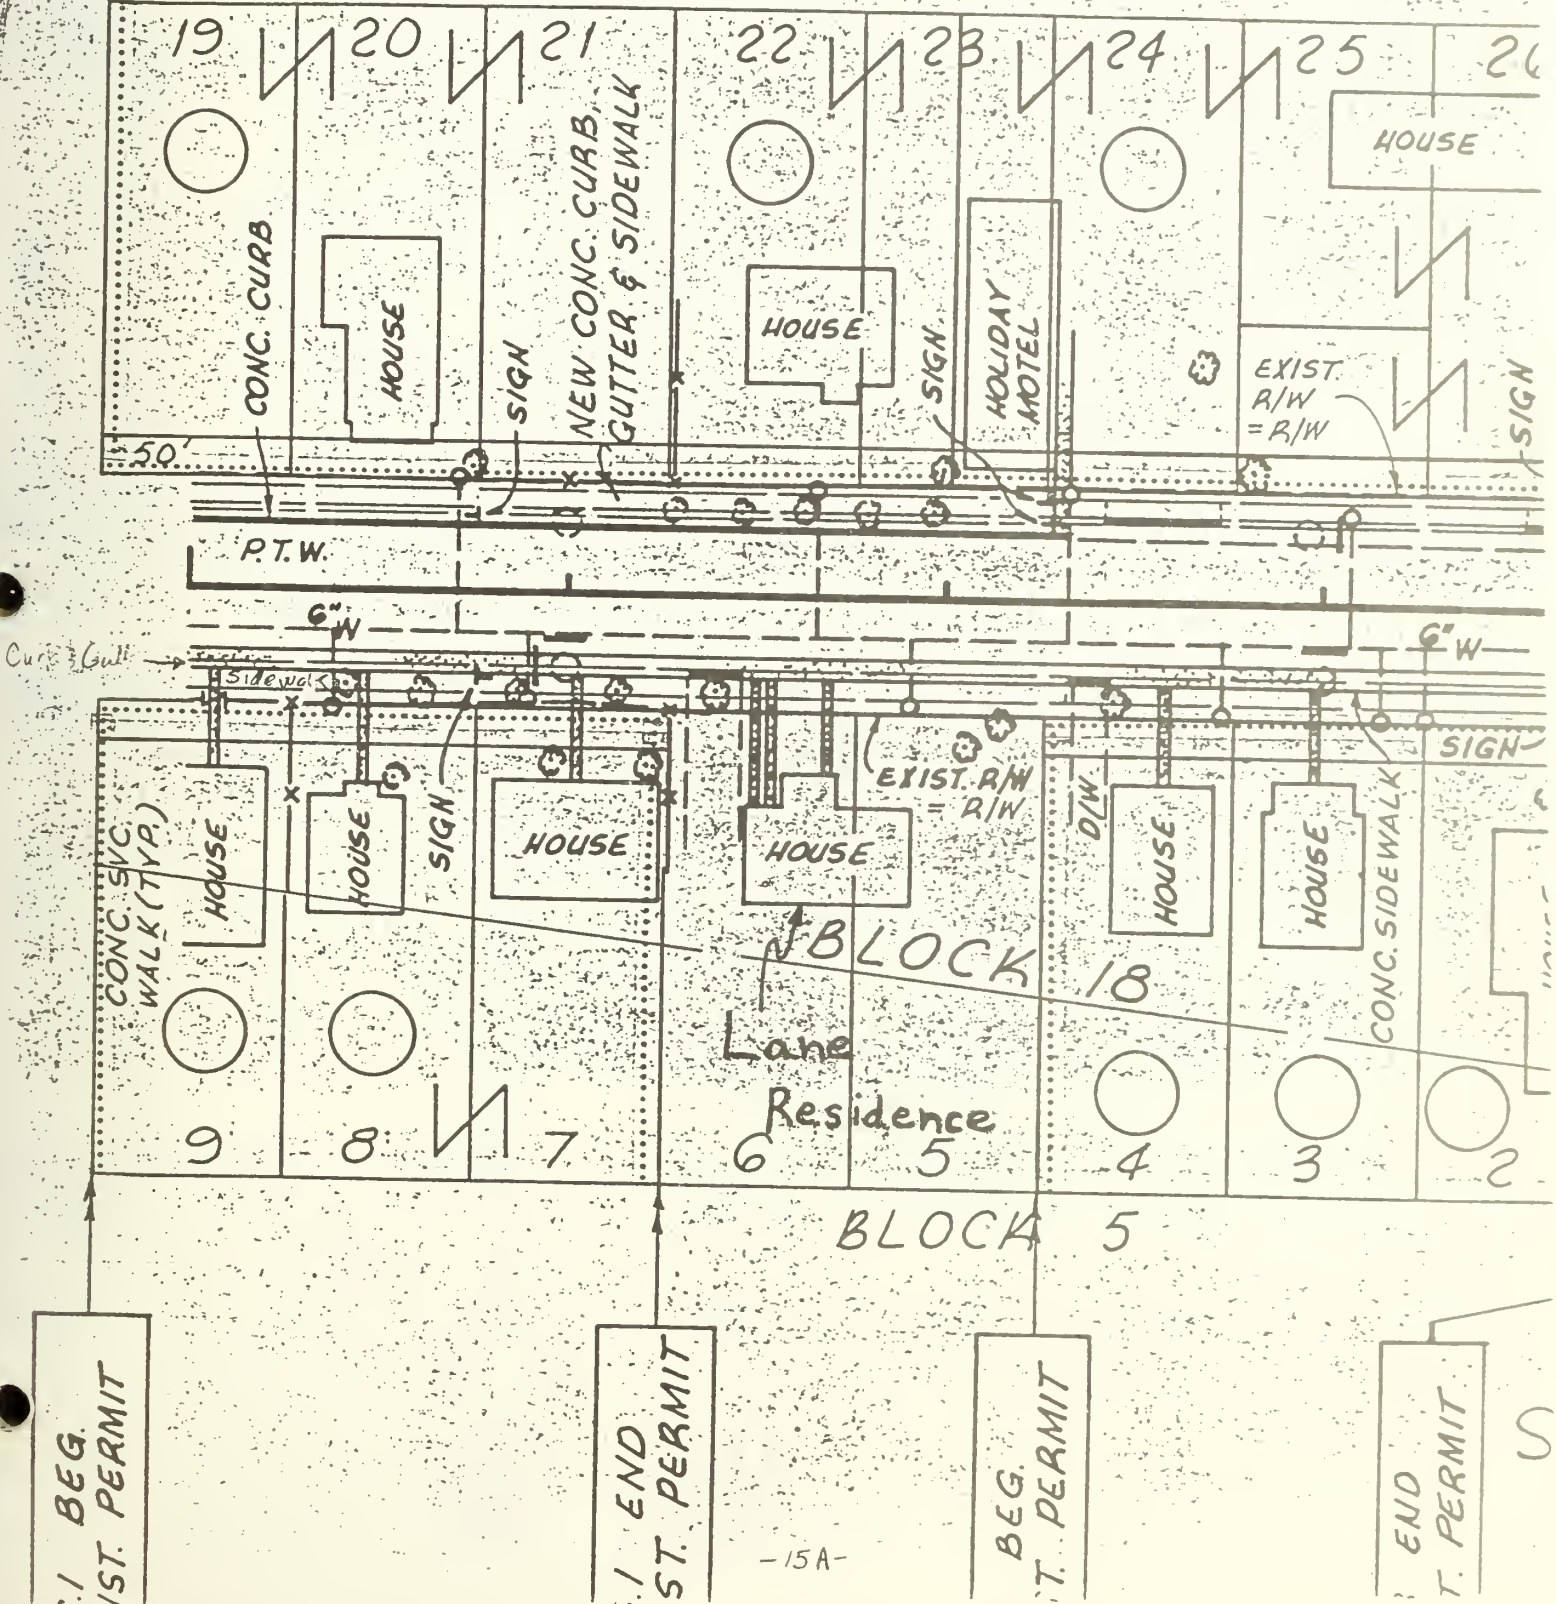 19 20 21 22 23 24 25
HOUSE
CONC. CURB
HOUSE
SIGN
NEW CONC. CURB,
GUTTER & SIDEWALK
HOUSE
SIGN
HOLIDAY
MOTEL
EXIST.
R/W
= R/W
SIGN
50'
P.T.W.
6" W
6" W
Sidewalk
SIGN
CONC. SVC.
WALK (TYP.)
HOUSE
HOUSE
SIGN
HOUSE
HOUSE
EXIST. R/W
= R/W
D/W
HOUSE
HOUSE
CONC. SIDEWALK
BLOCK 18
Lane
Residence
9 8 7 6 5 4 3 2
BLOCK 5
BEG.
PERMIT
END
ST. PERMIT
BEG.
T. PERMIT
END
T. PERMIT
S
-15A-